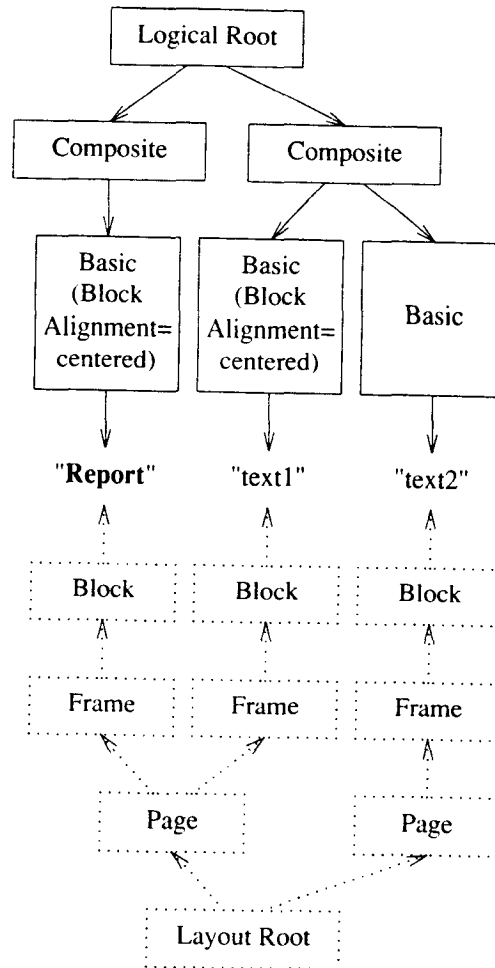 Logical Root
Composite
Composite
Basic
(Block
Alignment=
centered)
Basic
(Block
Alignment=
centered)
Basic
"Report"
"text1"
"text2"
Block
Block
Block
Frame
Frame
Frame
Page
Page
Layout Root